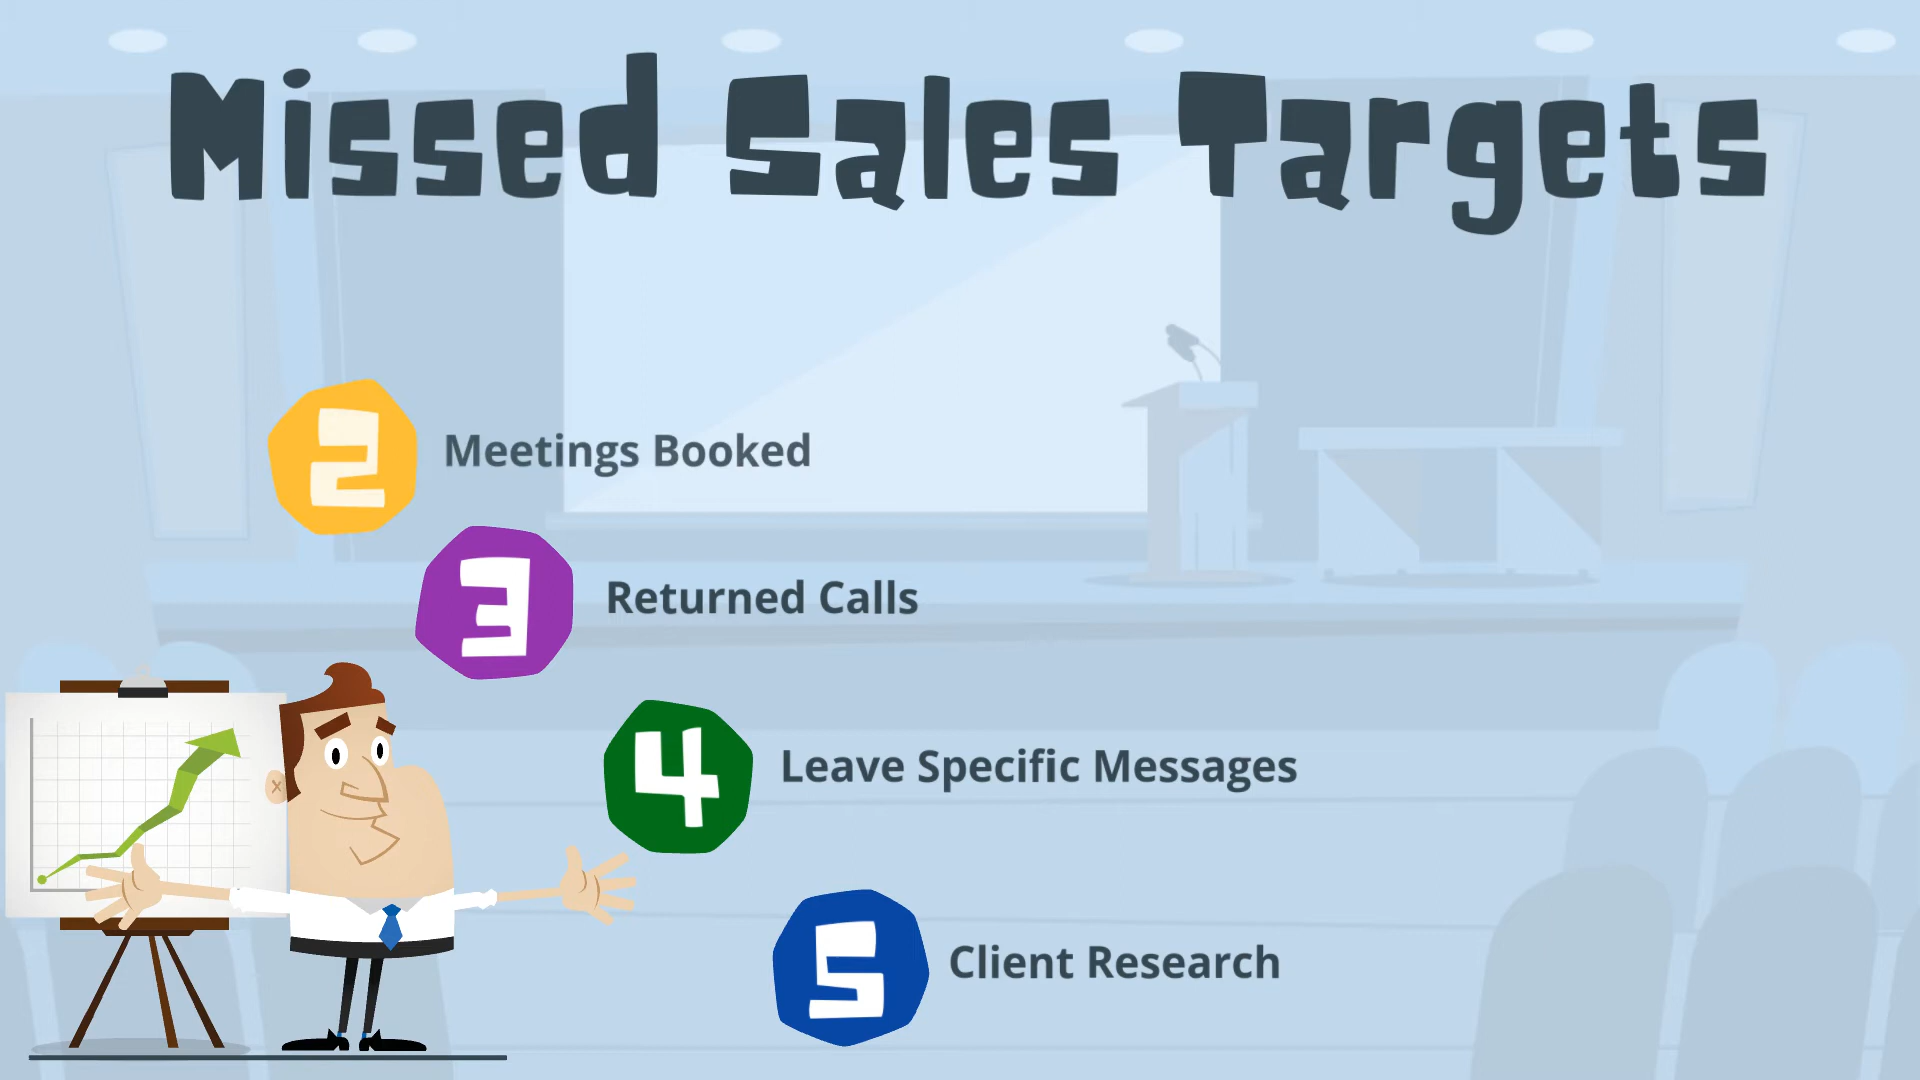 Missed Sales Targets
2 Meetings Booked
3 Returned Calls
4 Leave Specific Messages
5 Client Research